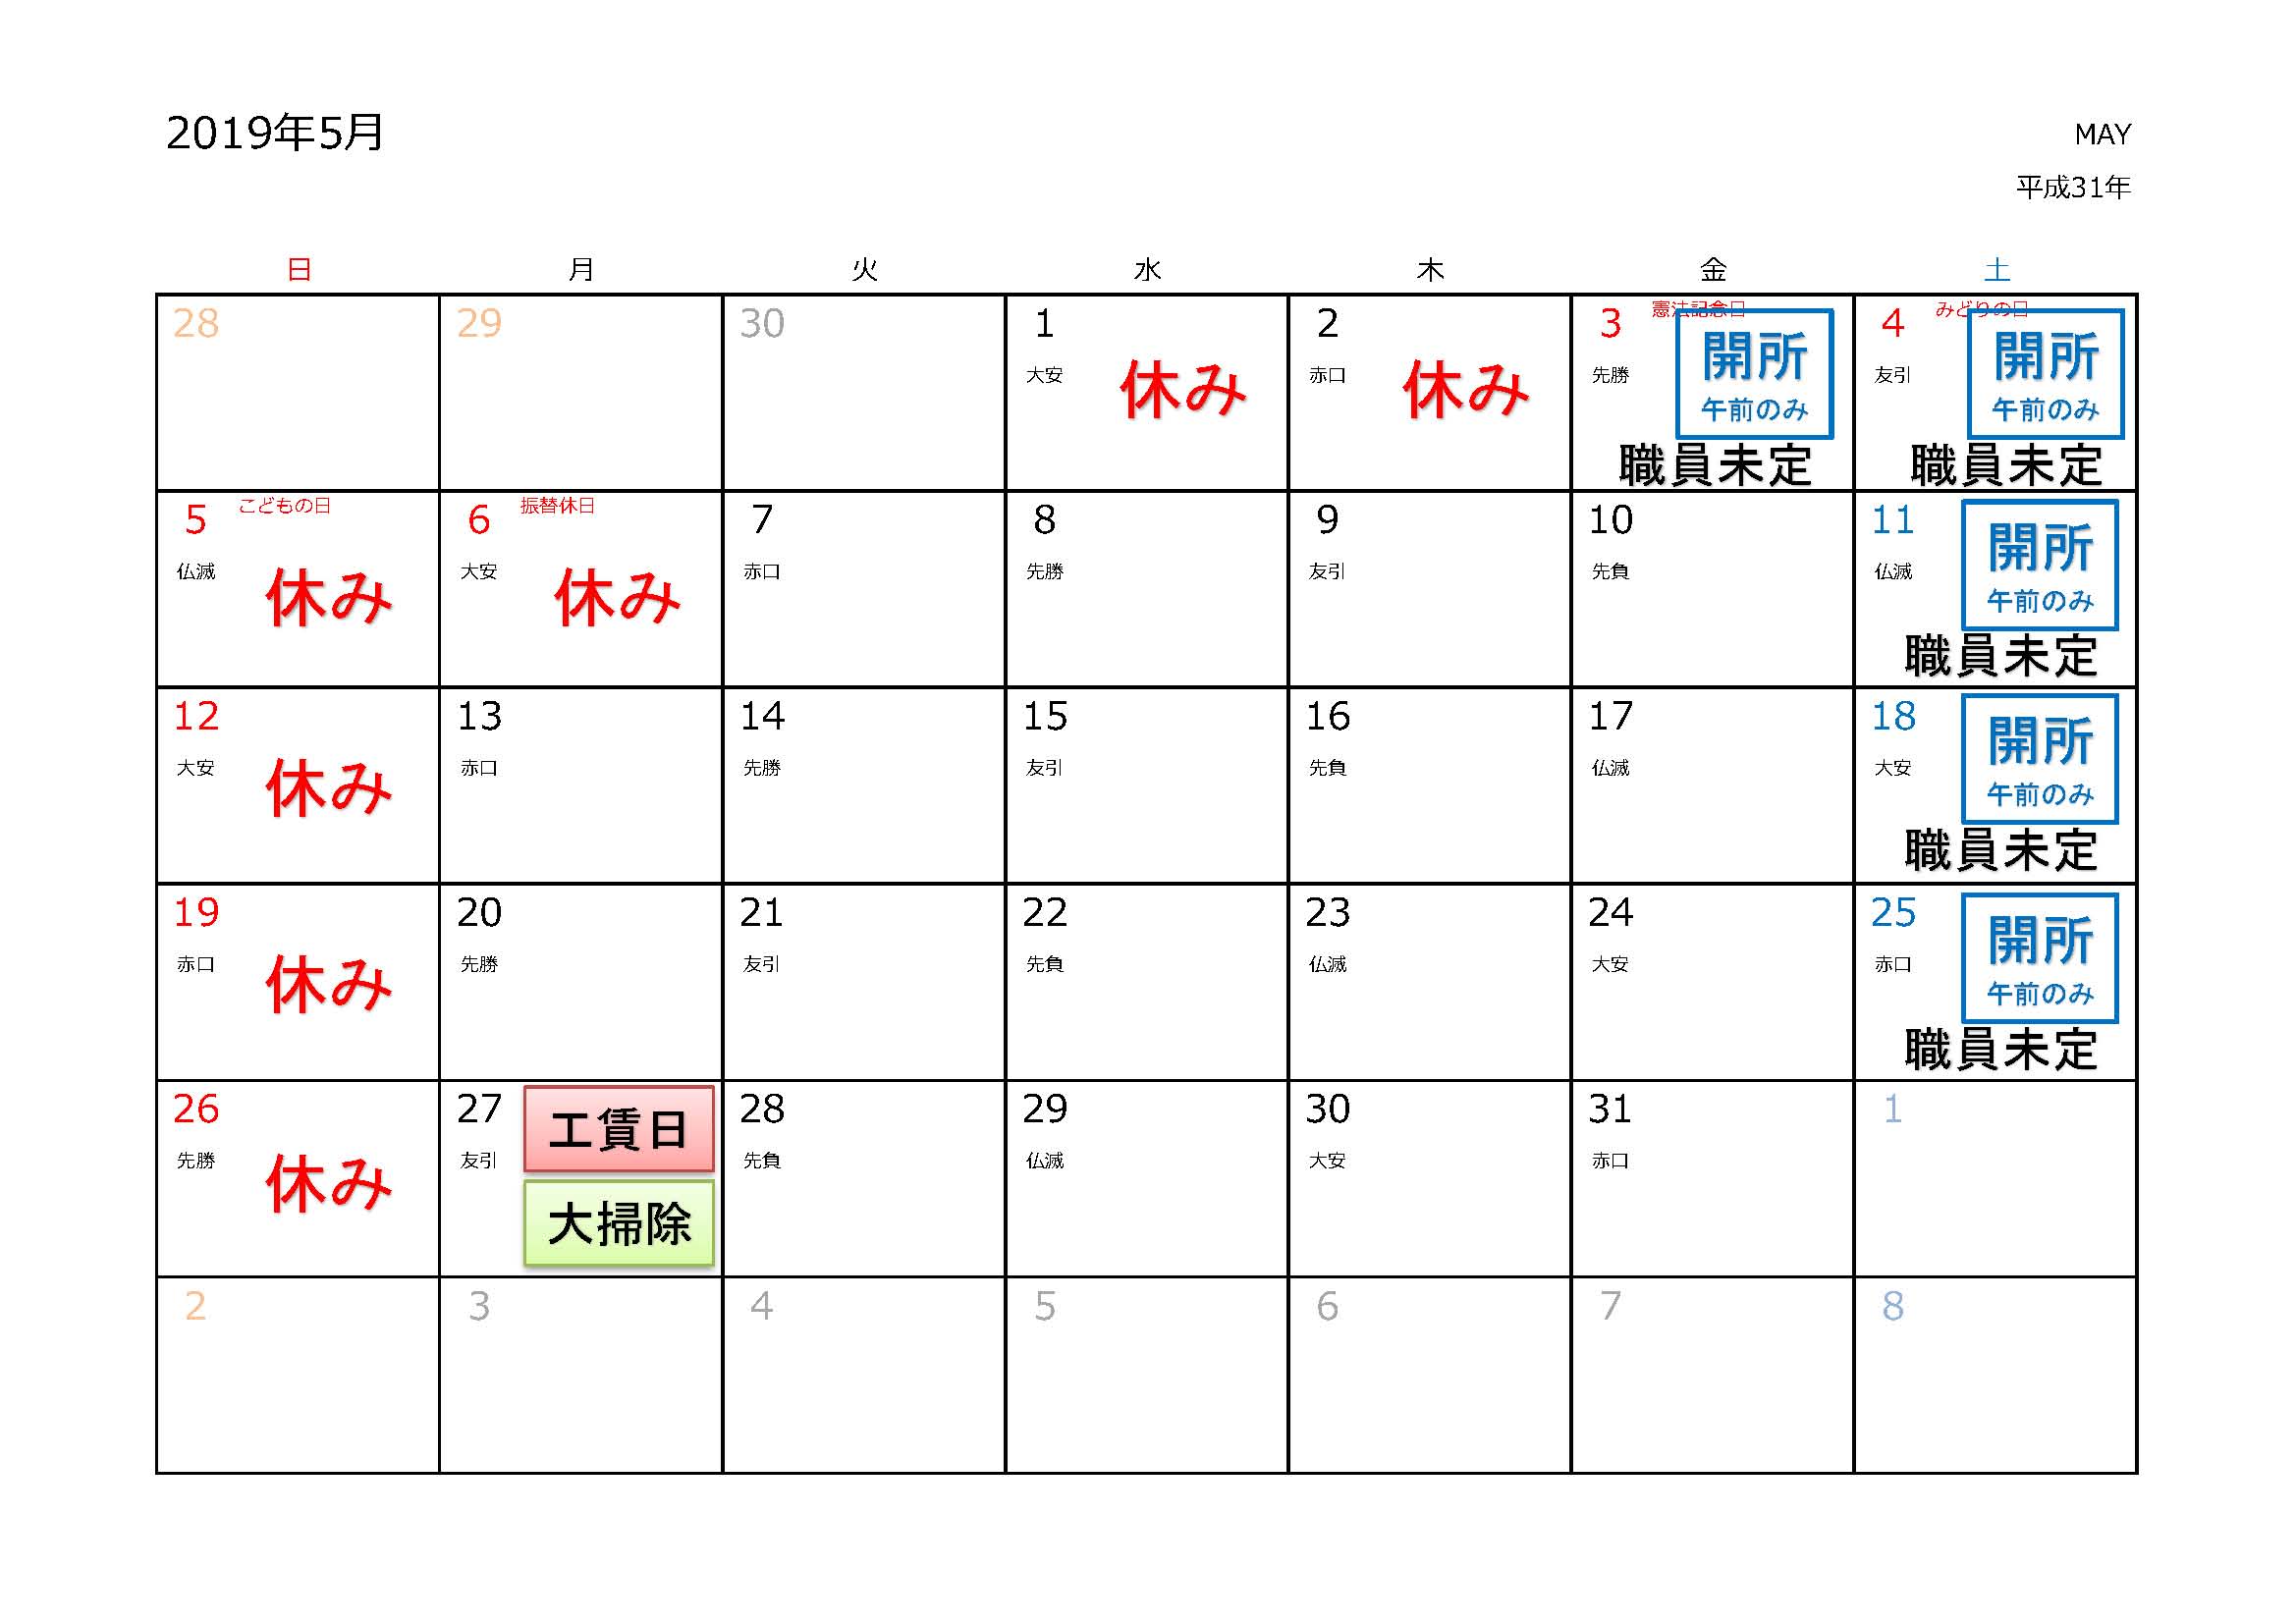 2019年5月
MAY
平成31年
日 月 火 水 木 金 土
28 29 30 1 2 3 憲法記念日 4 みどりの日
大安 赤口 先勝 友引
休み 休み 開所 開所
午前のみ 午前のみ
職員未定 職員未定
5 こどもの日 6 振替休日 7 8 9 10 11
仏滅 大安 赤口 先勝 友引 先負 仏滅
休み 休み 開所
午前のみ
職員未定
12 13 14 15 16 17 18
大安 赤口 先勝 友引 先負 仏滅 大安
休み 開所
午前のみ
職員未定
19 20 21 22 23 24 25
赤口 先勝 友引 先負 仏滅 大安 赤口
休み 開所
午前のみ
職員未定
26 27 工賃日 28 29 30 31 1
先勝 友引 先負 仏滅 大安 赤口
休み 大掃除
2 3 4 5 6 7 8